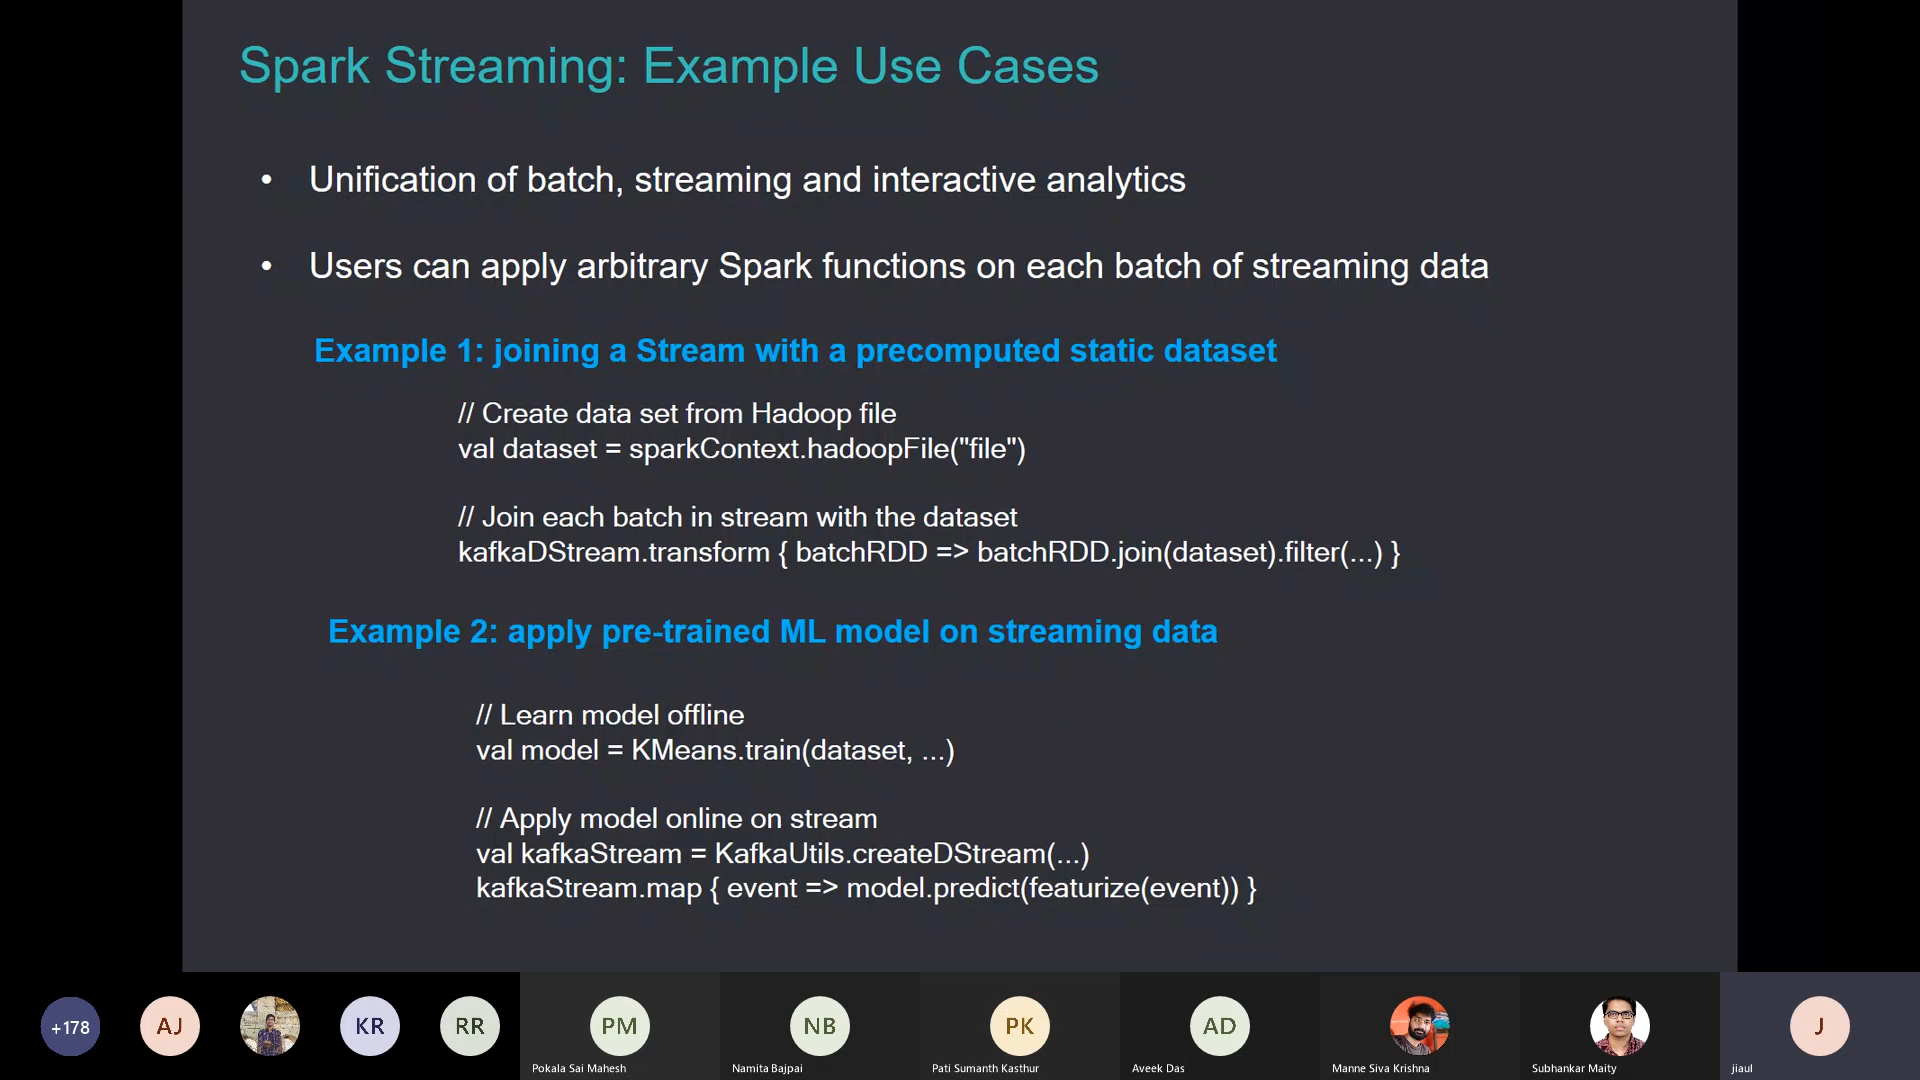 Spark Streaming: Example Use Cases
• Unification of batch, streaming and interactive analytics
• Users can apply arbitrary Spark functions on each batch of streaming data
Example 1: joining a Stream with a precomputed static dataset
// Create data set from Hadoop file
val dataset = sparkContext.hadoopFile("file")
// Join each batch in stream with the dataset
kafkaDStream.transform { batchRDD => batchRDD.join(dataset).filter(...) }
Example 2: apply pre-trained ML model on streaming data
// Learn model offline
val model = KMeans.train(dataset, ...)
// Apply model online on stream
val kafkaStream = KafkaUtils.createDStream(...)
kafkaStream.map { event => model.predict(featurize(event)) }
+178 AJ KR RR PM NB PK AD J
Pokala Sai Mahesh Namita Bajpai Pati Sumanth Kasthur Aveek Das Manne Siva Krishna Subhankar Maity jiaul